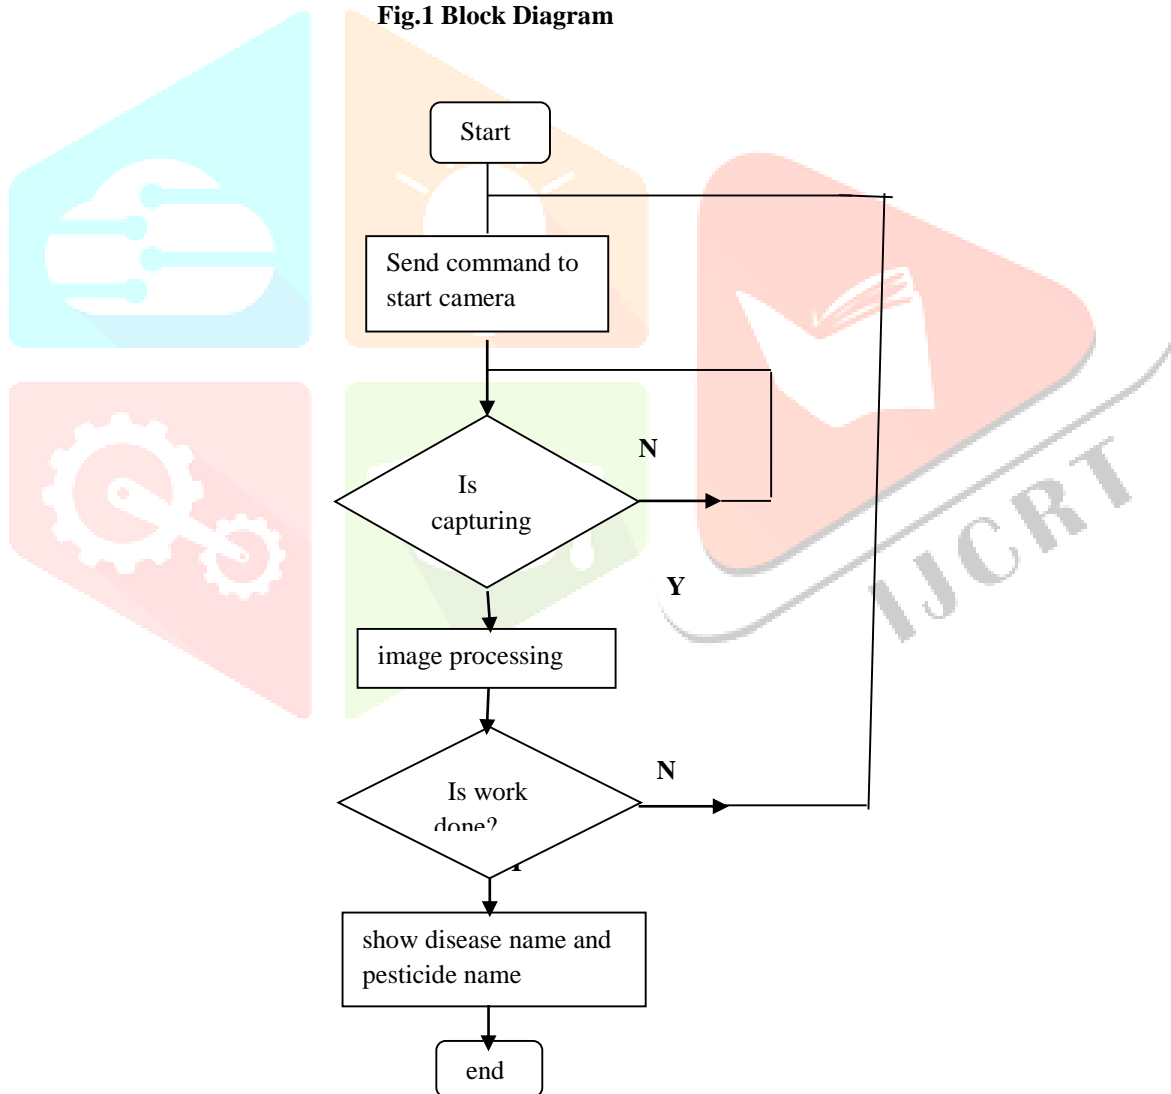 Fig.1 Block Diagram
Start
Send command to
start camera
N
Is
capturing
Y
image processing
N
Is work
done?
show disease name and
pesticide name
end
IJCRT